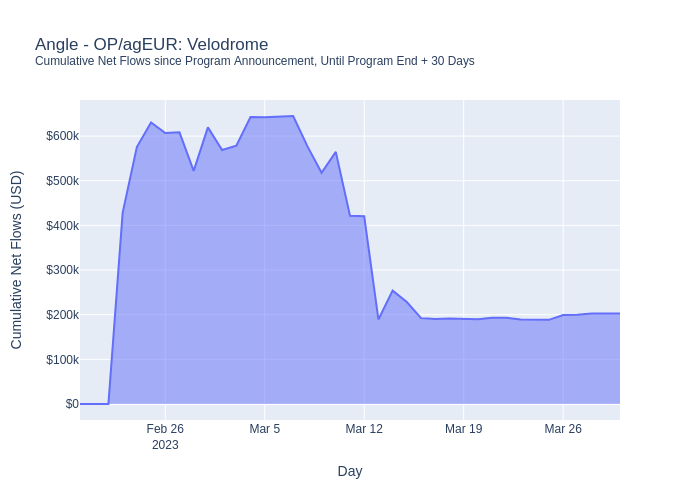 Angle - OP/agEUR: Velodrome
Cumulative Net Flows since Program Announcement, Until Program End + 30 Days
Cumulative Net Flows (USD)
$600k
$500k
$400k
$300k
$200k
$100k
$0
Feb 26
2023
Mar 5
Mar 12
Mar 19
Mar 26
Day